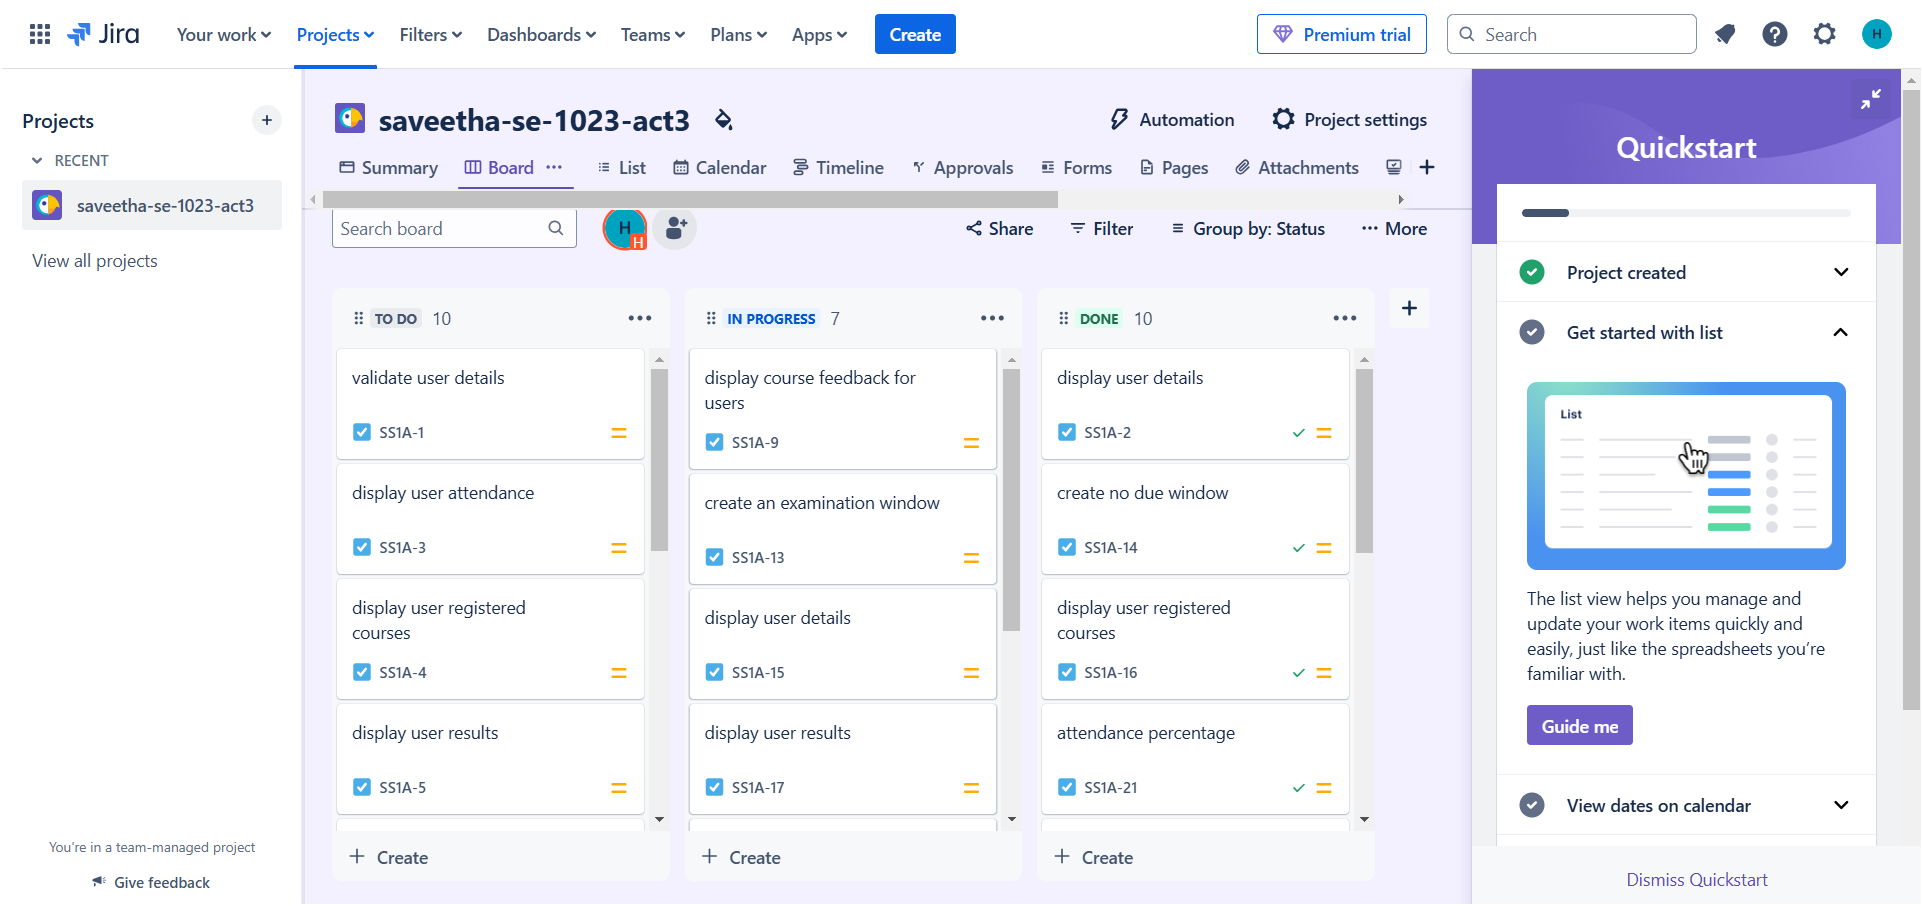 Jira
Your work
Projects
Filters
Dashboards
Teams
Plans
Apps
Create
Premium trial
Search
H
Projects
RECENT
saveetha-se-1023-act3
View all projects
You're in a team-managed project
Give feedback
saveetha-se-1023-act3
Automation
Project settings
Summary
Board
List
Calendar
Timeline
Approvals
Forms
Pages
Attachments
Search board
H
H
Share
Filter
Group by: Status
More
TO DO 10
validate user details
SS1A-1
display user attendance
SS1A-3
display user registered
courses
SS1A-4
display user results
SS1A-5
Create
IN PROGRESS 7
display course feedback for
users
SS1A-9
create an examination window
SS1A-13
display user details
SS1A-15
display user results
SS1A-17
Create
DONE 10
display user details
SS1A-2
create no due window
SS1A-14
display user registered
courses
SS1A-16
attendance percentage
SS1A-21
Create
Quickstart
Project created
Get started with list
List
The list view helps you manage and
update your work items quickly and
easily, just like the spreadsheets you're
familiar with.
Guide me
View dates on calendar
Dismiss Quickstart